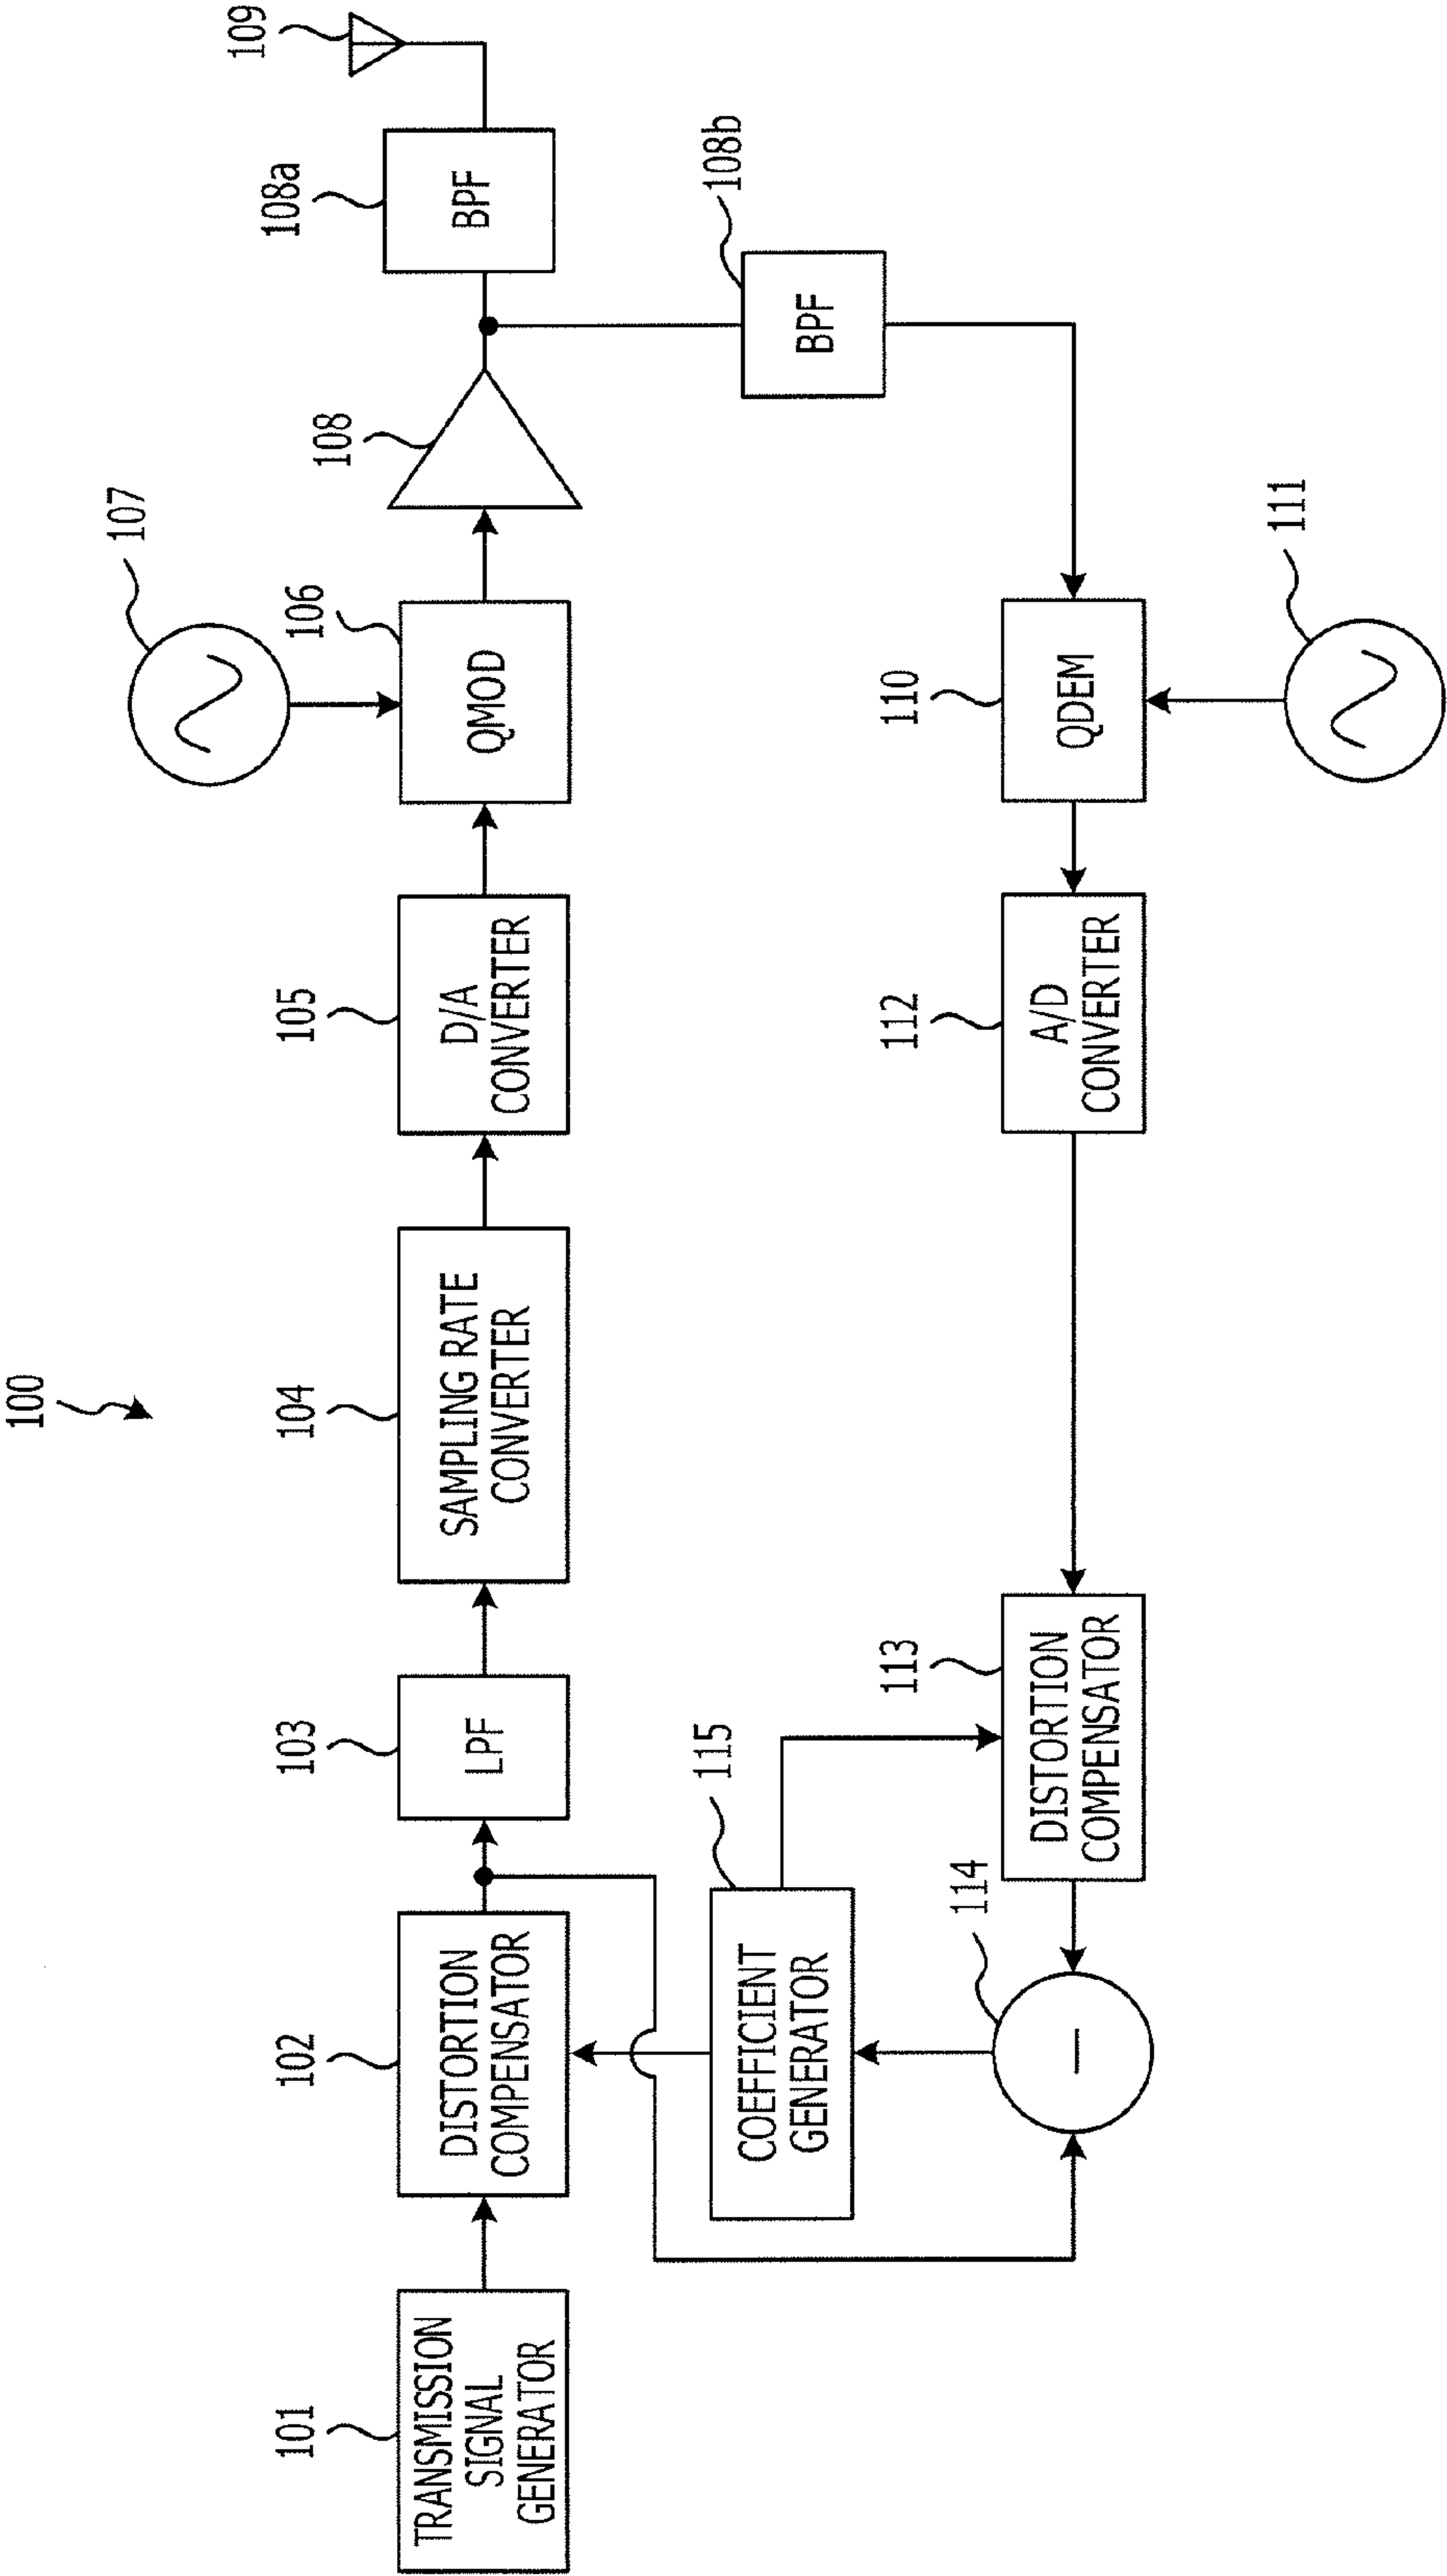 100
101
TRANSMISSION
SIGNAL
GENERATOR
102
DISTORTION
COMPENSATOR
103
LPF
104
SAMPLING RATE
CONVERTER
105
D/A
CONVERTER
106
QMOD
107
108
108a
BPF
109
108b
BPF
115
COEFFICIENT
GENERATOR
114
−
113
DISTORTION
COMPENSATOR
112
A/D
CONVERTER
110
QDEM
111